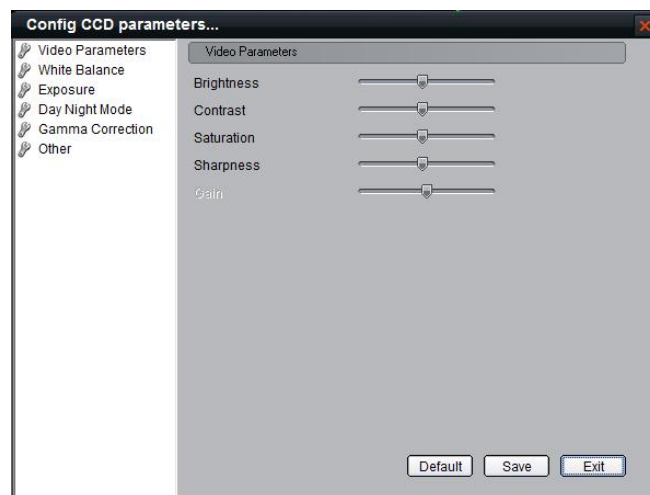 Config CCD parameters...
Video Parameters
White Balance
Exposure
Day Night Mode
Gamma Correction
Other
Video Parameters
Brightness
Contrast
Saturation
Sharpness
Gain
Default Save Exit